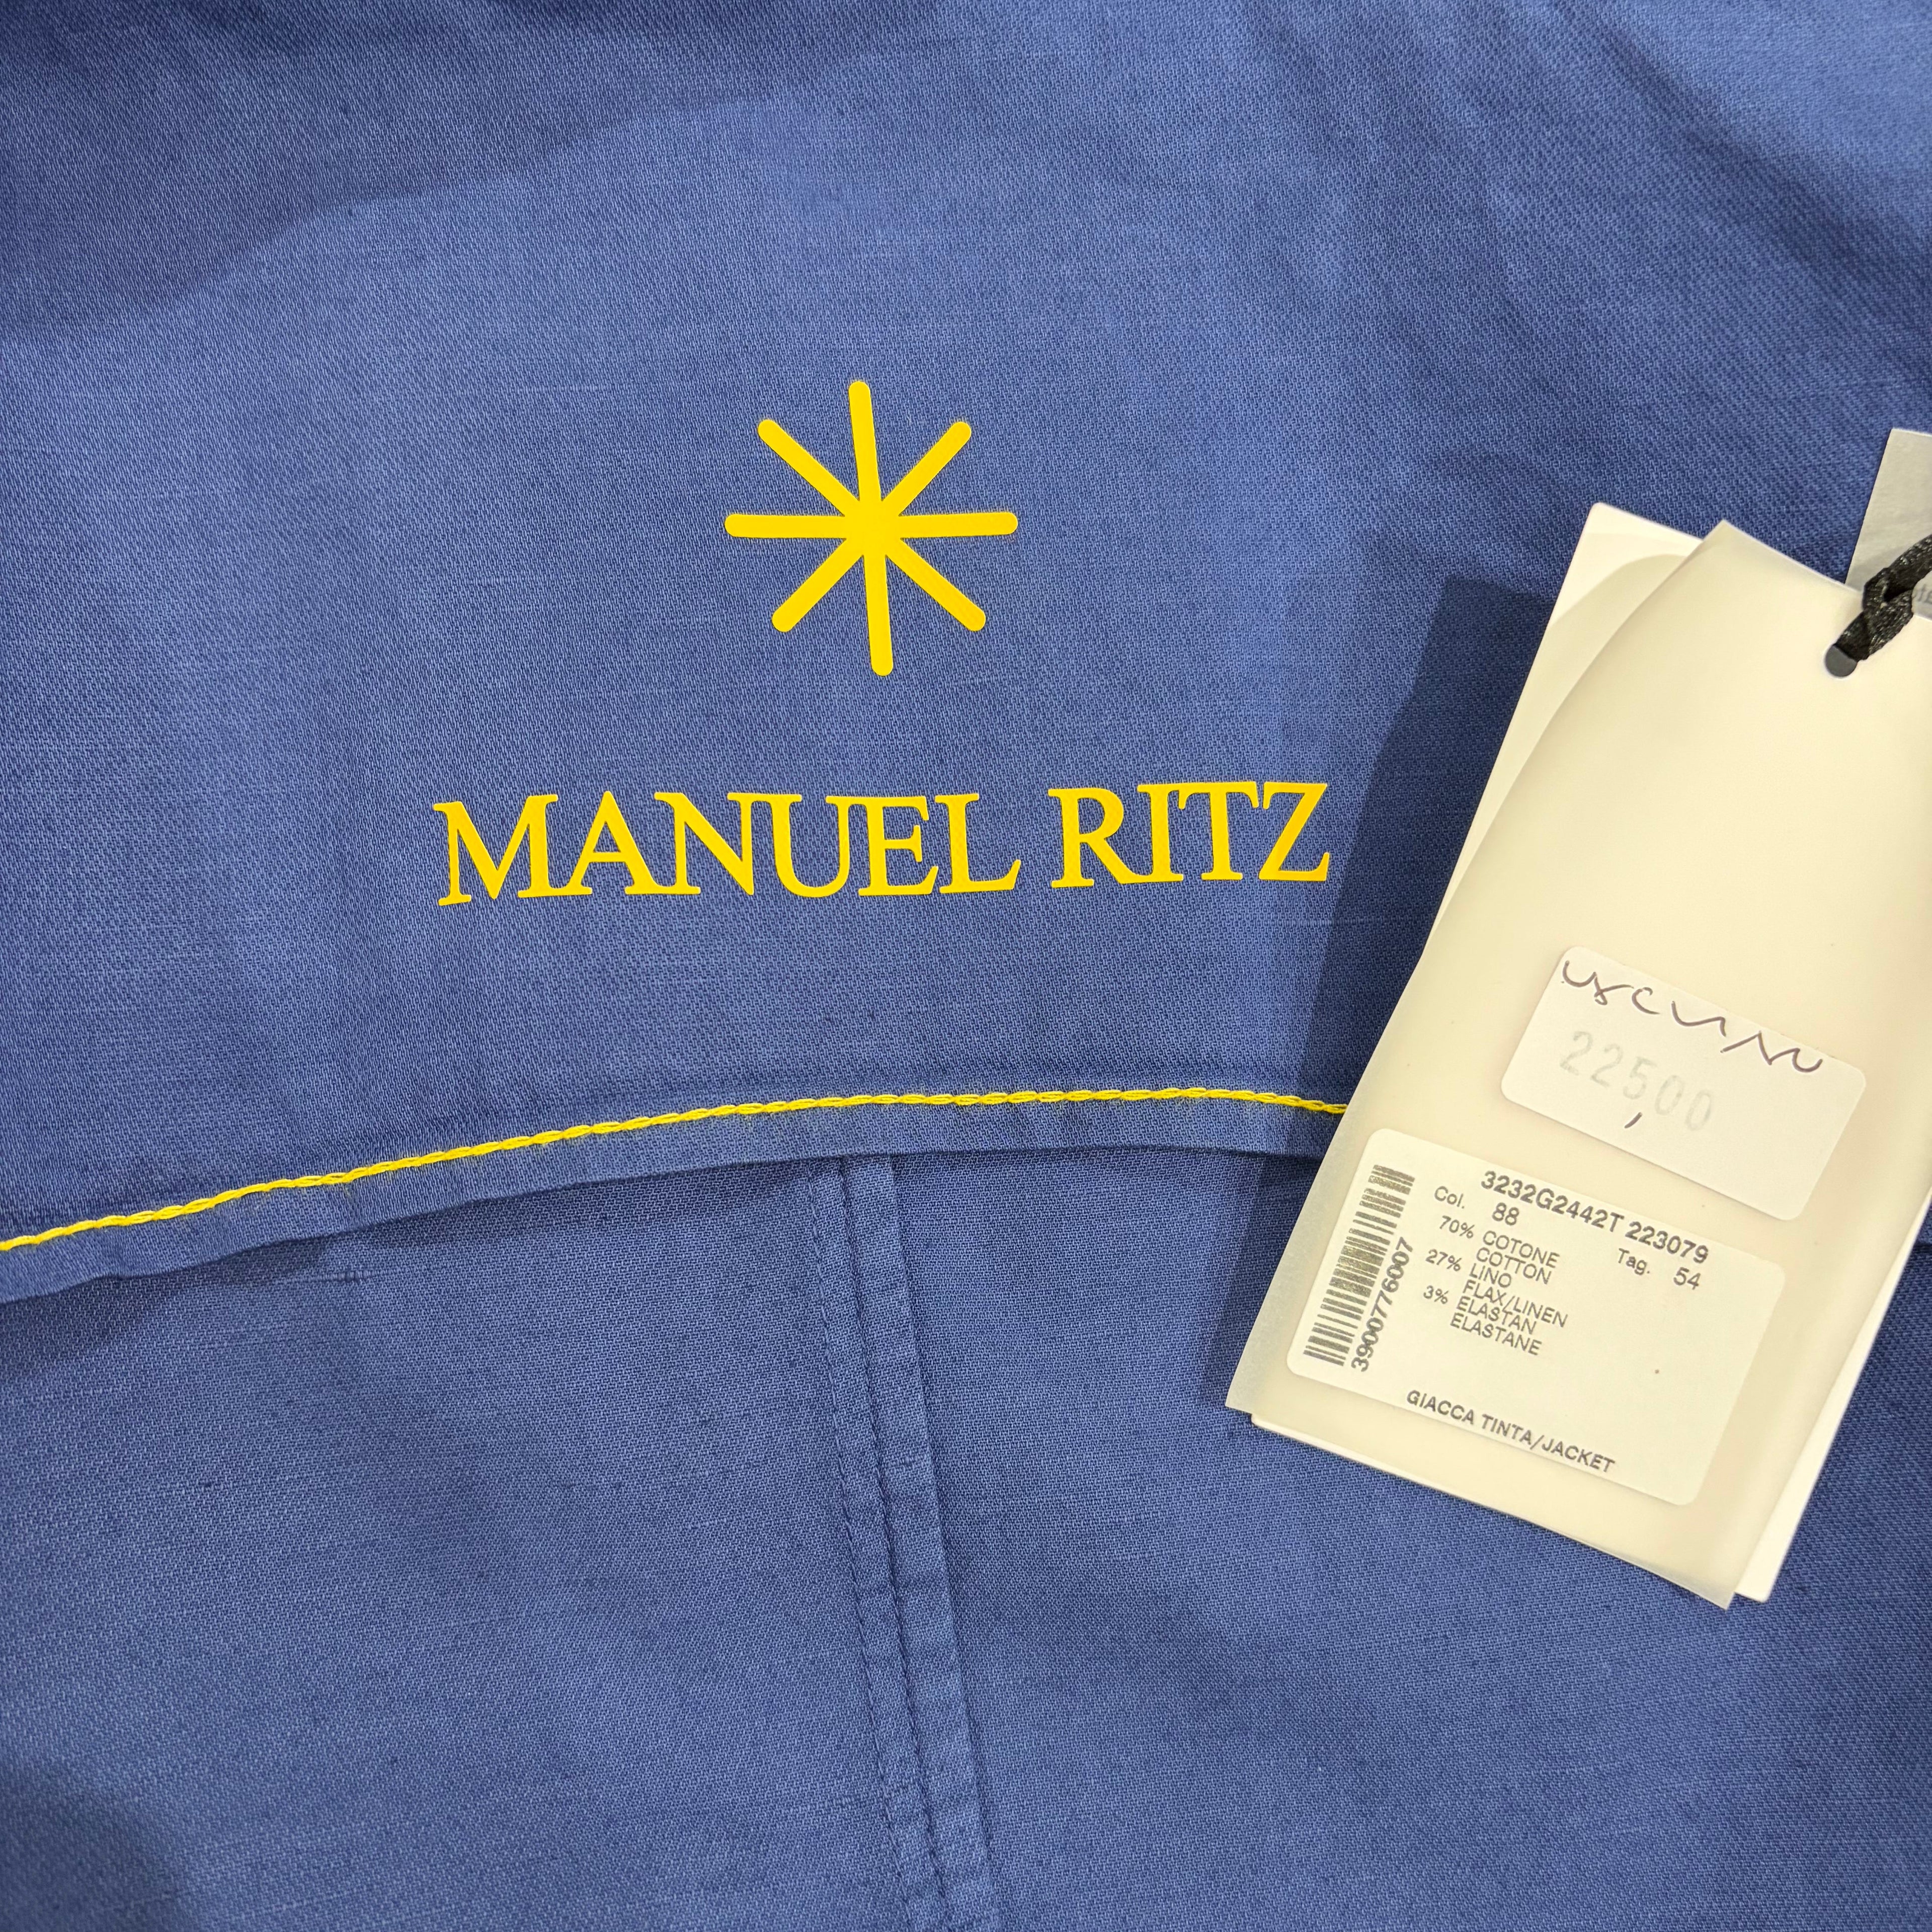 MANUEL RITZ
22500
3232G2442T 223079
Col. 88 Tag. 54
70% COTONE
COTTON
27% LINO
FLAX/LINEN
3% ELASTAN
ELASTANE
3900776007
GIACCA TINTA/JACKET